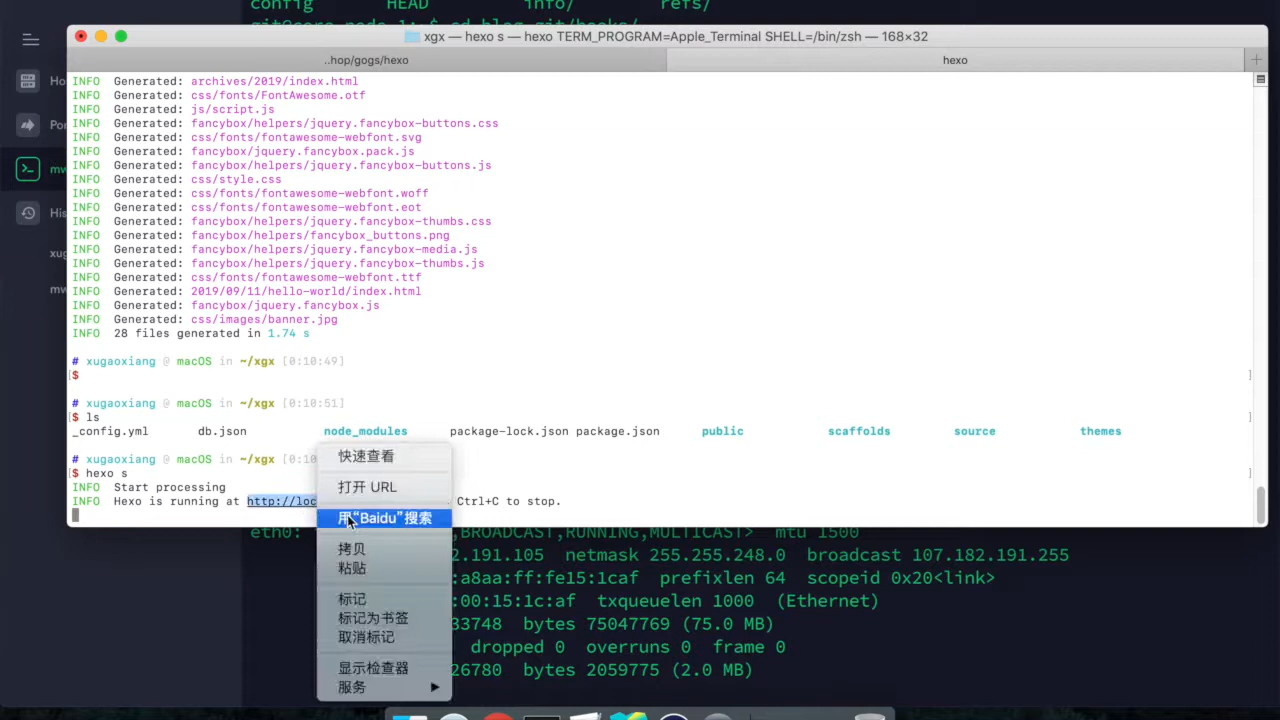 config HEAD info/ refs/
xgx — hexo s — hexo TERM_PROGRAM=Apple_Terminal SHELL=/bin/zsh — 168×32
..hop/gogs/hexo
hexo
INFO Generated: archives/2019/index.html
INFO Generated: css/fonts/FontAwesome.otf
INFO Generated: js/script.js
INFO Generated: fancybox/helpers/jquery.fancybox-buttons.css
INFO Generated: css/fonts/fontawesome-webfont.svg
INFO Generated: fancybox/jquery.fancybox.pack.js
INFO Generated: fancybox/helpers/jquery.fancybox-buttons.js
INFO Generated: css/style.css
INFO Generated: css/fonts/fontawesome-webfont.woff
INFO Generated: css/fonts/fontawesome-webfont.eot
INFO Generated: fancybox/helpers/jquery.fancybox-thumbs.css
INFO Generated: fancybox/helpers/fancybox_buttons.png
INFO Generated: fancybox/helpers/jquery.fancybox-media.js
INFO Generated: fancybox/helpers/jquery.fancybox-thumbs.js
INFO Generated: css/fonts/fontawesome-webfont.ttf
INFO Generated: 2019/09/11/hello-world/index.html
INFO Generated: fancybox/jquery.fancybox.js
INFO Generated: css/images/banner.jpg
INFO 28 files generated in 1.74 s
# xugaoxiang @ macOS in ~/xgx [0:10:49]
$
# xugaoxiang @ macOS in ~/xgx [0:10:51]
$ ls
_config.yml db.json node_modules package-lock.json package.json public scaffolds source themes
# xugaoxiang @ macOS in ~/xgx [0:10
$ hexo s
INFO Start processing
INFO Hexo is running at http://loc Ctrl+C to stop.
快速查看
打开 URL
用“Baidu”搜索
拷贝
粘贴
标记
标记为书签
取消标记
显示检查器
服务
eth0: ,BROADCAST,RUNNING,MULTICAST> mtu 1500
2.191.105 netmask 255.255.248.0 broadcast 107.182.191.255
:a8aa:ff:fe15:1caf prefixlen 64 scopeid 0x20<link>
:00:15:1c:af txqueuelen 1000 (Ethernet)
33748 bytes 75047769 (75.0 MB)
dropped 0 overruns 0 frame 0
26780 bytes 2059775 (2.0 MB)